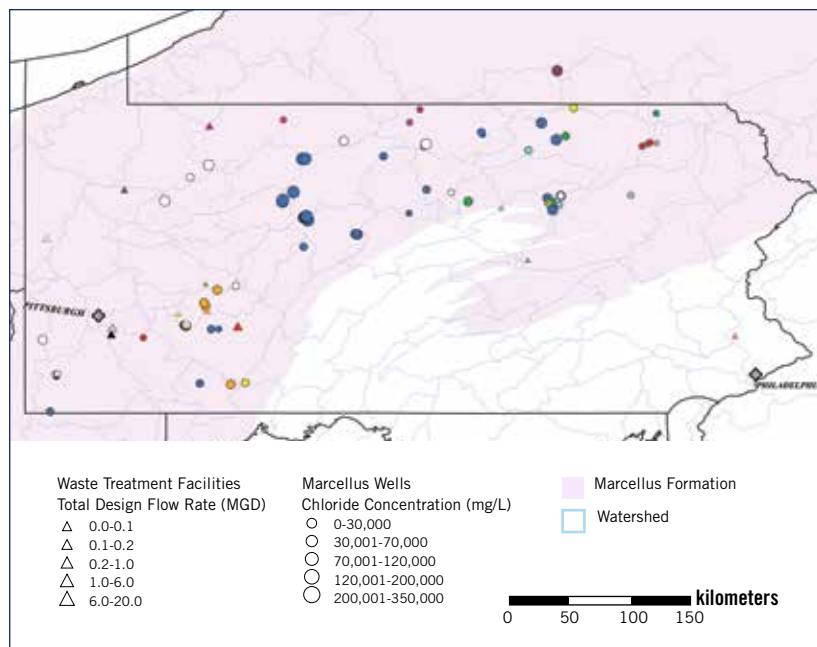 PITTSBURGH
PHILADELPHI
Waste Treatment Facilities
Total Design Flow Rate (MGD)
0.0-0.1
0.1-0.2
0.2-1.0
1.0-6.0
6.0-20.0
Marcellus Wells
Chloride Concentration (mg/L)
0-30,000
30,001-70,000
70,001-120,000
120,001-200,000
200,001-350,000
Marcellus Formation
Watershed
kilometers
0 50 100 150